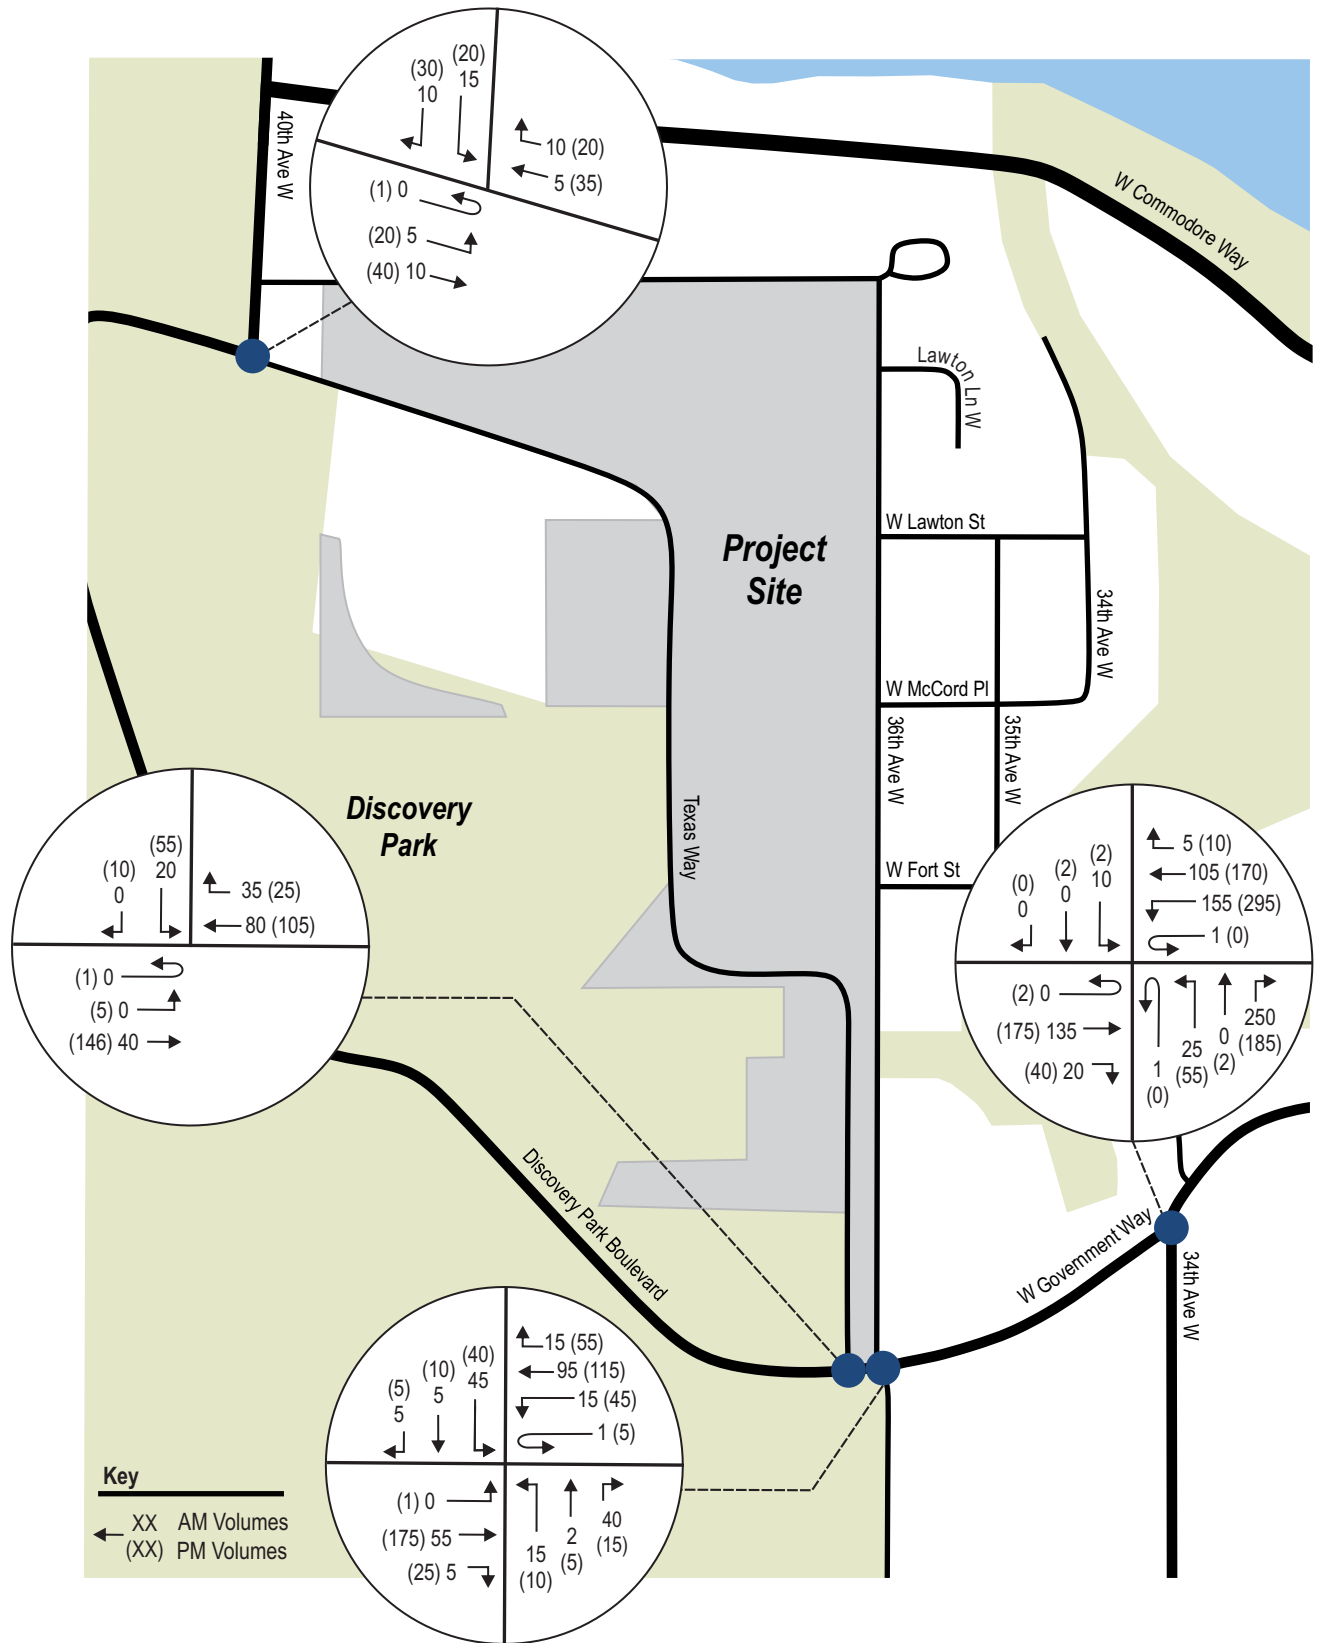 (20)
(30) 15
10
10 (20)
5 (35)
(1) 0
(20) 5
(40) 10
40th Ave W
W Commodore Way
Lawton Ln W
W Lawton St
Project
Site
34th Ave W
W McCord Pl
36th Ave W
35th Ave W
Texas Way
Discovery
Park
W Fort St
(55)
(10) 20
0
35 (25)
80 (105)
(1) 0
(5) 0
(146) 40
(2)
(2) 10
(0) 0
0
5 (10)
105 (170)
155 (295)
1 (0)
(2) 0
(175) 135
(40) 20
1
(0)
25
(55)
0
(2)
250
(185)
Discovery Park Boulevard
W Government Way
34th Ave W
(40)
(10) 45
(5) 5
5
15 (55)
95 (115)
15 (45)
1 (5)
(1) 0
(175) 55
(25) 5
15
(10)
2
(5)
40
(15)
Key
XX AM Volumes
(XX) PM Volumes